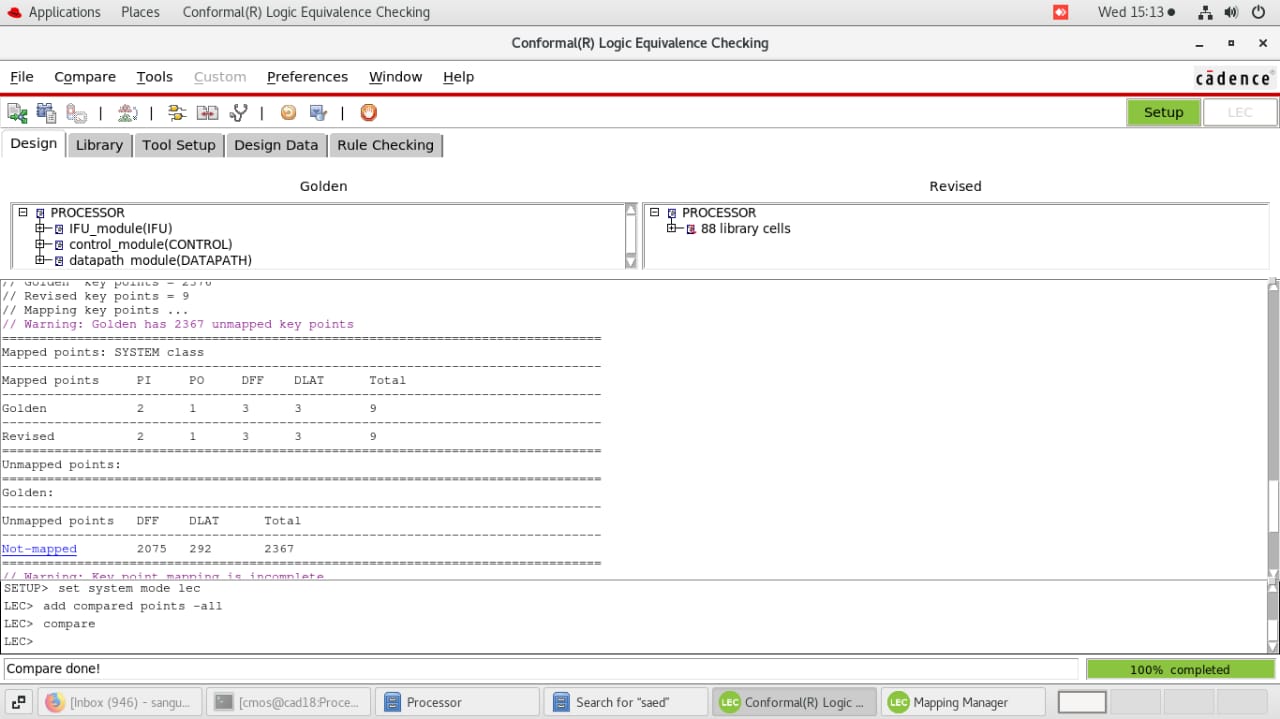 Applications Places Conformal(R) Logic Equivalence Checking Wed 15:13
Conformal(R) Logic Equivalence Checking
File Compare Tools Custom Preferences Window Help
cādence
Setup LEC
Design Library Tool Setup Design Data Rule Checking
Golden Revised
PROCESSOR PROCESSOR
IFU_module(IFU) 88 library cells
control_module(CONTROL)
datapath_module(DATAPATH)
// Golden key points = 2376
// Revised key points = 9
// Mapping key points ...
// Warning: Golden has 2367 unmapped key points
Mapped points: SYSTEM class
Mapped points PI PO DFF DLAT Total
Golden 2 1 3 3 9
Revised 2 1 3 3 9
Unmapped points:
Golden:
Unmapped points DFF DLAT Total
Not-mapped 2075 292 2367
// Warning: Key point mapping is incomplete
SETUP> set system mode lec
LEC> add compared points -all
LEC> compare
LEC>
Compare done! 100% completed
[Inbox (946) - sangu... [cmos@cad18:Proce... Processor Search for “saed” LEC Conformal(R) Logic ... LEC Mapping Manager